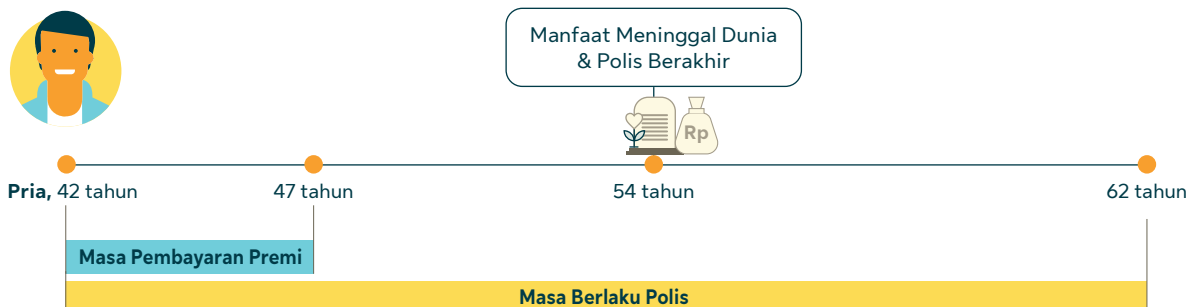 Manfaat Meninggal Dunia
& Polis Berakhir
Rp
Pria, 42 tahun
47 tahun
54 tahun
62 tahun
Masa Pembayaran Premi
Masa Berlaku Polis